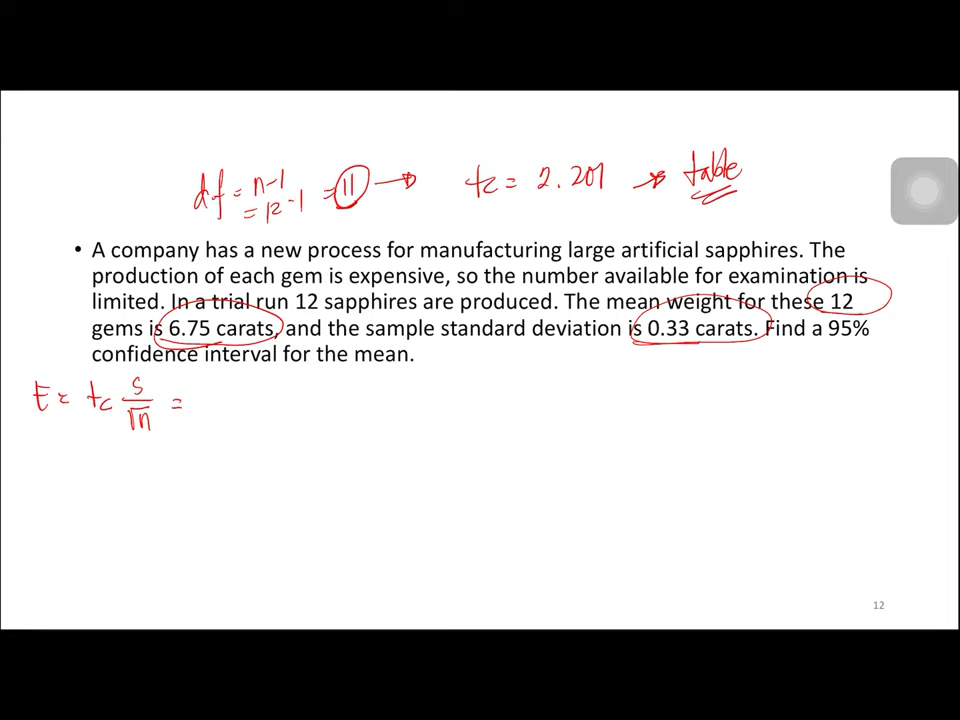 df = n-1 = 11 → tc = 2.201 → table
= 12-1
• A company has a new process for manufacturing large artificial sapphires. The
production of each gem is expensive, so the number available for examination is
limited. In a trial run 12 sapphires are produced. The mean weight for these 12
gems is 6.75 carats, and the sample standard deviation is 0.33 carats. Find a 95%
confidence interval for the mean.
E = tc s/√n =
12